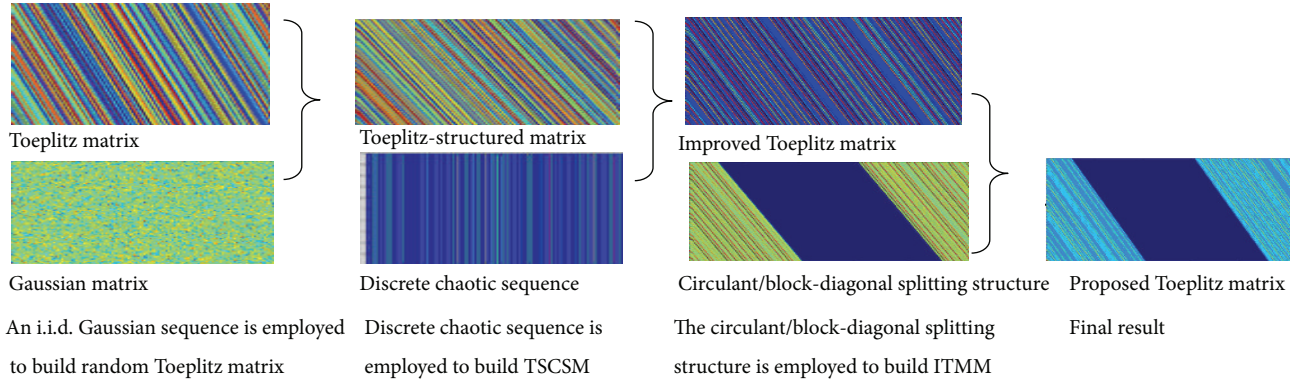 Toeplitz matrix
Toeplitz-structured matrix
Improved Toeplitz matrix
Gaussian matrix
Discrete chaotic sequence
Circulant/block-diagonal splitting structure
Proposed Toeplitz matrix
An i.i.d. Gaussian sequence is employed
to build random Toeplitz matrix
Discrete chaotic sequence is
employed to build TSCSM
The circulant/block-diagonal splitting
structure is employed to build ITMM
Final result